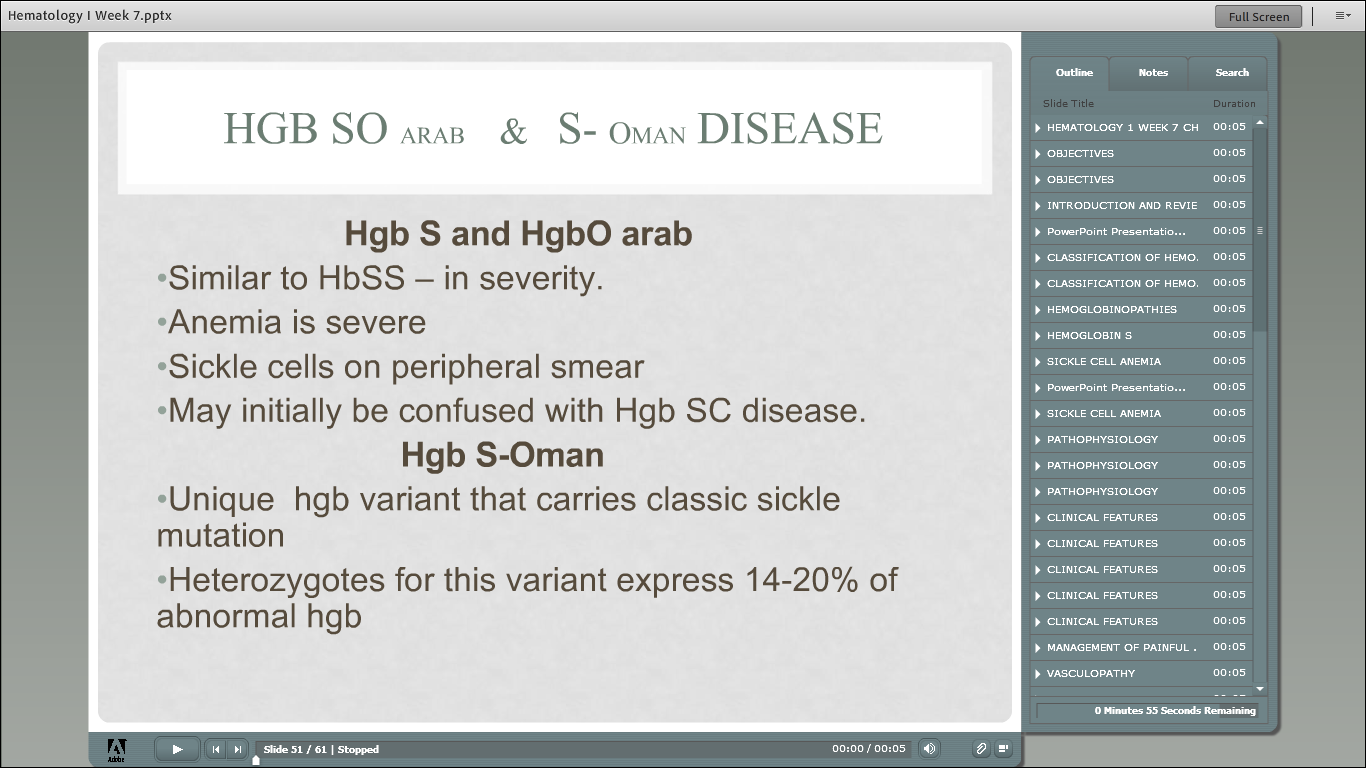 Hematology I Week 7.pptx
Full Screen
HGB SO ARAB & S- OMAN DISEASE
Hgb S and HgbO arab
•Similar to HbSS – in severity.
•Anemia is severe
•Sickle cells on peripheral smear
•May initially be confused with Hgb SC disease.
Hgb S-Oman
•Unique hgb variant that carries classic sickle
mutation
•Heterozygotes for this variant express 14-20% of
abnormal hgb
Outline Notes Search
Slide Title Duration
HEMATOLOGY 1 WEEK 7 CH 00:05
OBJECTIVES 00:05
OBJECTIVES 00:05
INTRODUCTION AND REVIE 00:05
PowerPoint Presentatio... 00:05
CLASSIFICATION OF HEMO. 00:05
CLASSIFICATION OF HEMO. 00:05
HEMOGLOBINOPATHIES 00:05
HEMOGLOBIN S 00:05
SICKLE CELL ANEMIA 00:05
PowerPoint Presentatio... 00:05
SICKLE CELL ANEMIA 00:05
PATHOPHYSIOLOGY 00:05
PATHOPHYSIOLOGY 00:05
PATHOPHYSIOLOGY 00:05
CLINICAL FEATURES 00:05
CLINICAL FEATURES 00:05
CLINICAL FEATURES 00:05
CLINICAL FEATURES 00:05
CLINICAL FEATURES 00:05
MANAGEMENT OF PAINFUL . 00:05
VASCULOPATHY 00:05
0 Minutes 55 Seconds Remaining
Adobe
Slide 51 / 61 | Stopped
00:00 / 00:05